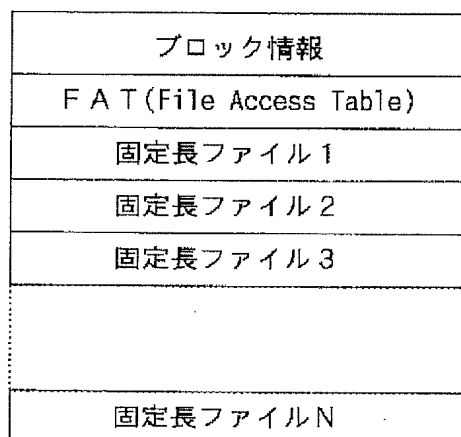 ブロック情報
ＦＡＴ(File Access Table)
固定長ファイル１
固定長ファイル２
固定長ファイル３
固定長ファイルＮ